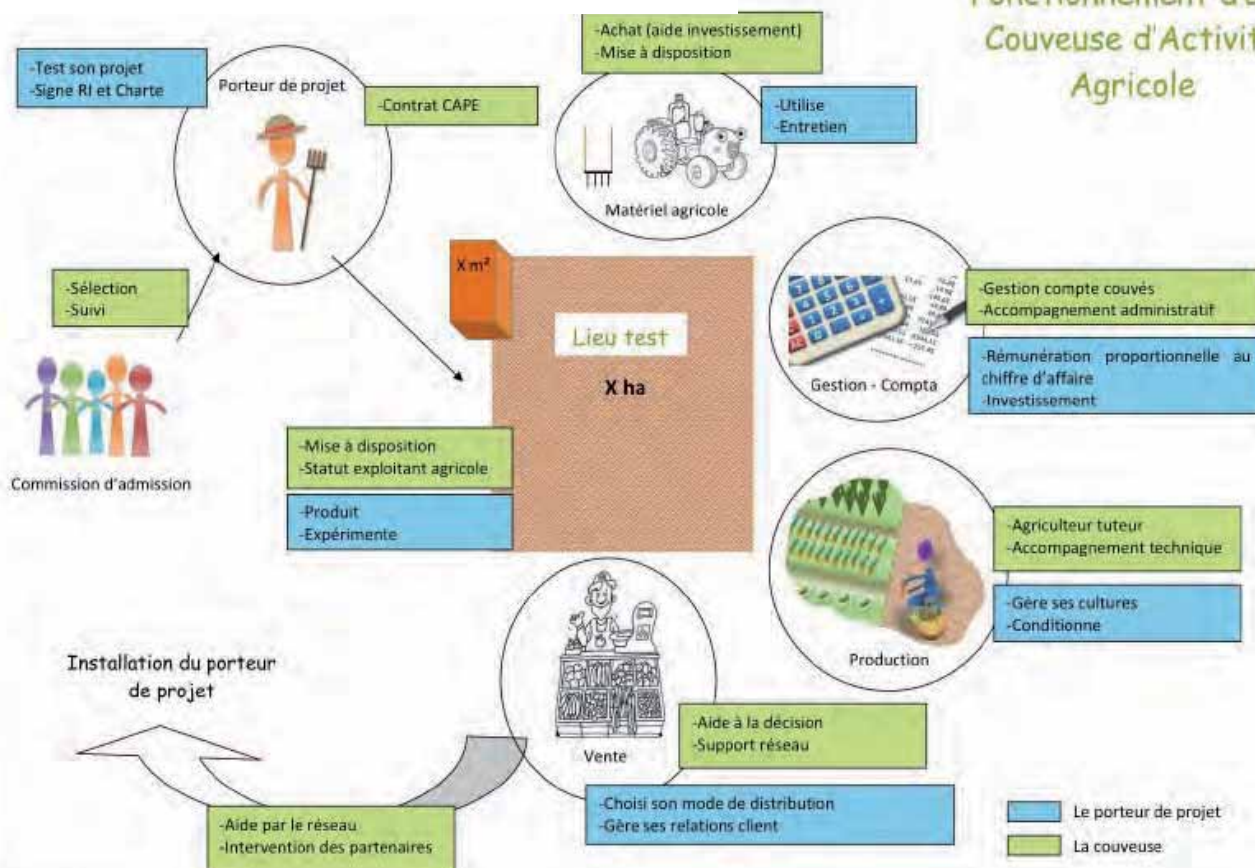 Couveuse d'Activit
Agricole
-Test son projet
-Signe RI et Charte
Porteur de projet
-Contrat CAPE
-Achat (aide investissement)
-Mise à disposition
-Utilise
-Entretien
Matériel agricole
-Sélection
-Suivi
Commission d'admission
X m²
Lieu test
X ha
-Mise à disposition
-Statut exploitant agricole
-Produit
-Expérimente
-Gestion compte couvés
-Accompagnement administratif
-Rémunération proportionnelle au
chiffre d'affaire
-Investissement
Gestion - Compta
-Agriculteur tuteur
-Accompagnement technique
-Gère ses cultures
-Conditionne
Production
Vente
-Aide à la décision
-Support réseau
-Choisi son mode de distribution
-Gère ses relations client
Installation du porteur
de projet
-Aide par le réseau
-Intervention des partenaires
Le porteur de projet
La couveuse